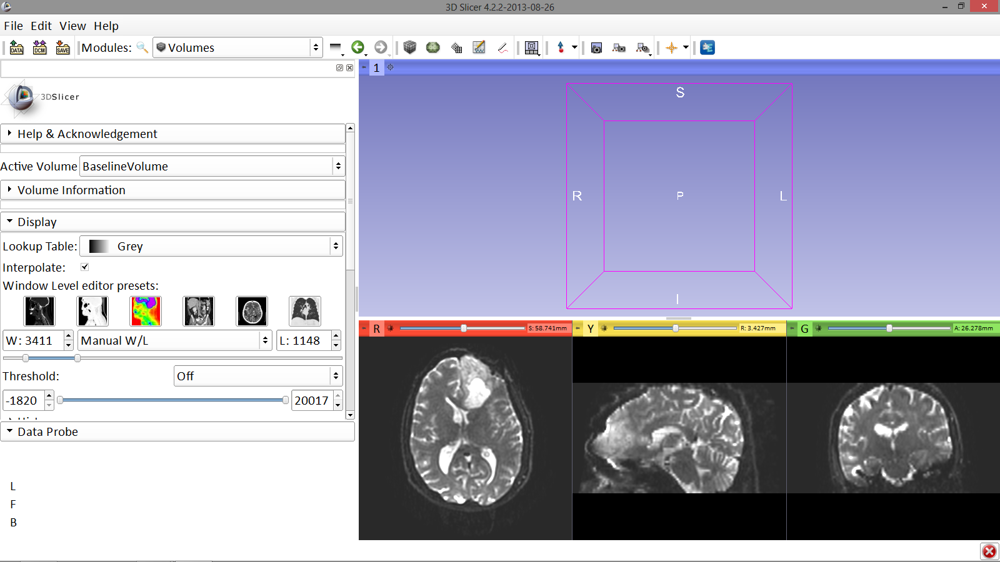 3D Slicer 4.2.2-2013-08-26
File Edit View Help
DATA DCM SAVE Modules: Volumes
1
3DSlicer
Help & Acknowledgement
Active Volume BaselineVolume
Volume Information
Display
Lookup Table: Grey
Interpolate:
Window Level editor presets:
W: 3411 Manual W/L L: 1148
Threshold: Off
-1820 20017
Data Probe
L
F
B
S
R P L
I
R S: 58.741mm
Y R: 3.427mm
G A: 26.278mm